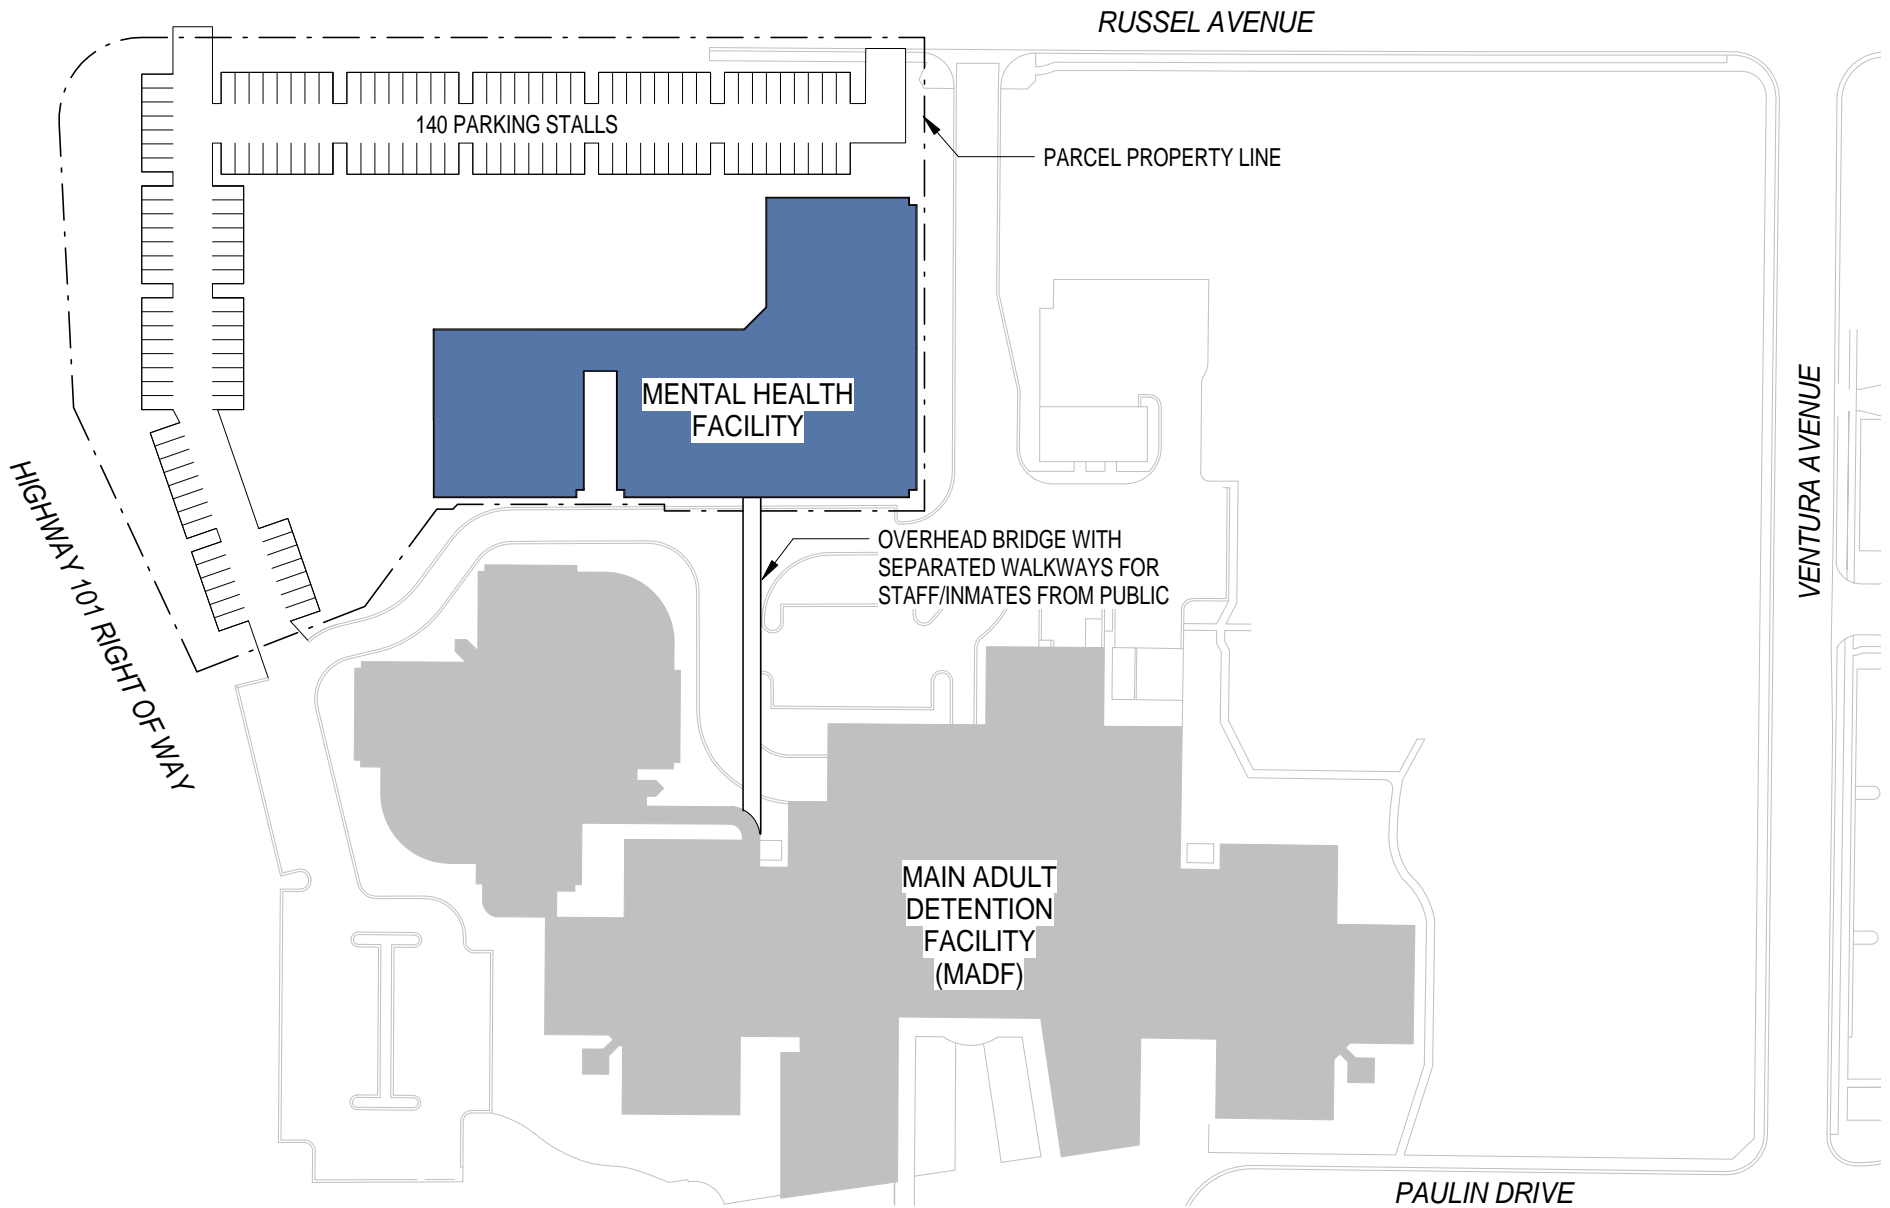 RUSSEL AVENUE
140 PARKING STALLS
PARCEL PROPERTY LINE
MENTAL HEALTH
FACILITY
VENTURA AVENUE
HIGHWAY 101 RIGHT OF WAY
OVERHEAD BRIDGE WITH
SEPARATED WALKWAYS FOR
STAFF/INMATES FROM PUBLIC
MAIN ADULT
DETENTION
FACILITY
(MADF)
PAULIN DRIVE